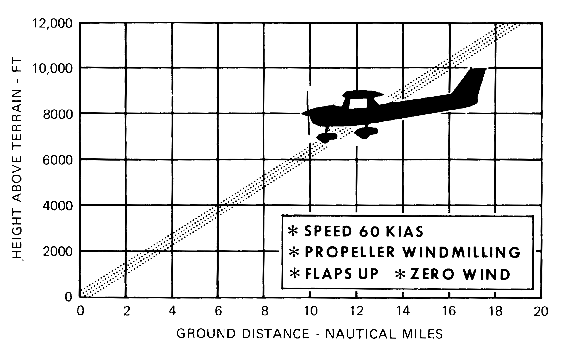 HEIGHT ABOVE TERRAIN - FT
12,000
10,000
8000
6000
4000
2000
0
* SPEED 60 KIAS
* PROPELLER WINDMILLING
* FLAPS UP * ZERO WIND
0 2 4 6 8 10 12 14 16 18 20
GROUND DISTANCE - NAUTICAL MILES